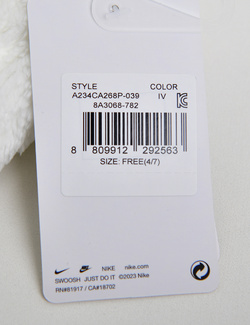 STYLE COLOR
A234CA268P-039 IV
8A3068-782
8 809912 292563
SIZE: FREE(4/7)
NIKE nike.com
SWOOSH JUST DO IT ©2023 Nike
RN#81917 / CA#18702